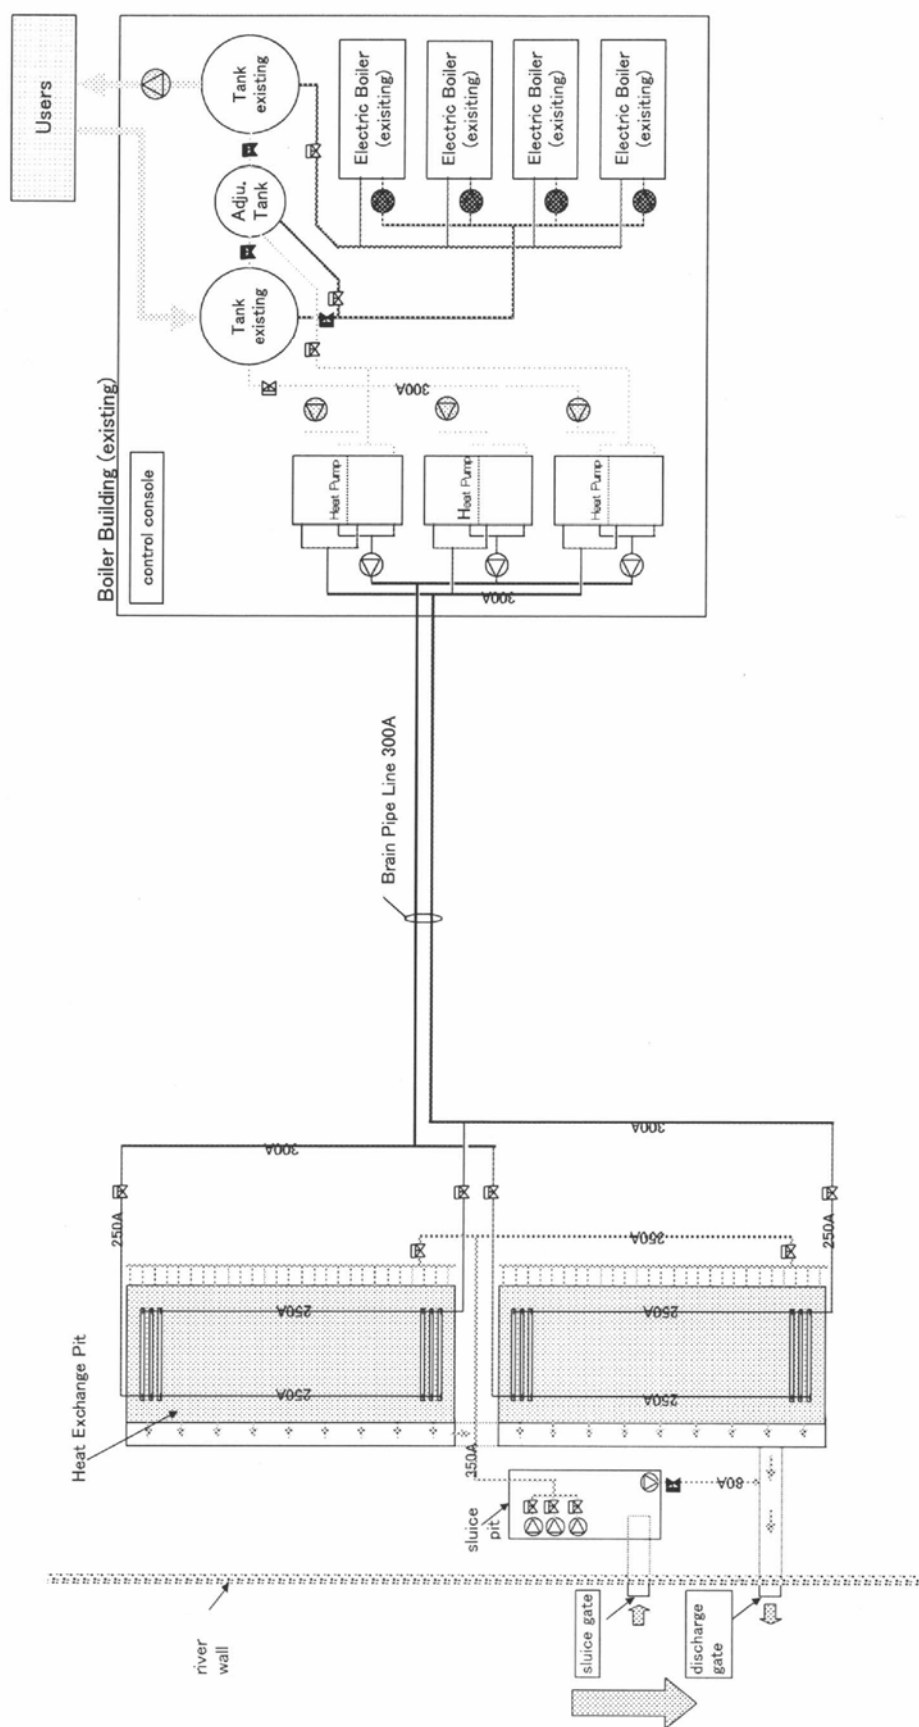 Users
Boiler Building (existing)
control console
Tank
existing
Adju.
Tank
Tank
existing
Electric Boiler
(exisiting)
Electric Boiler
(exisiting)
Electric Boiler
(exisiting)
Electric Boiler
(exisiting)
300A
Heat Pump
Heat Pump
Heat Pump
300A
Brain Pipe Line 300A
300A
300A
250A
250A
350A
250A
250A
250A
250A
Heat Exchange Pit
350A
80A
sluice
pit
river
wall
sluice gate
discharge
gate